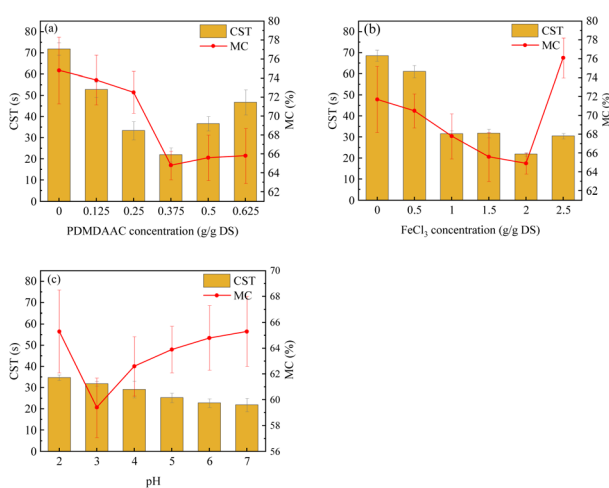 (a)
CST
MC
CST (s)
80
70
60
50
40
30
20
10
0
MC (%)
80
78
76
74
72
70
68
66
64
62
0 0.125 0.25 0.375 0.5 0.625
PDMDAAC concentration (g/g DS)
(b)
CST
MC
CST (s)
80
70
60
50
40
30
20
10
0
MC (%)
80
78
76
74
72
70
68
66
64
62
0 0.5 1 1.5 2 2.5
FeCl₃ concentration (g/g DS)
(c)
CST
MC
CST (s)
80
70
60
50
40
30
20
10
0
MC (%)
70
68
66
64
62
60
58
56
2 3 4 5 6 7
pH